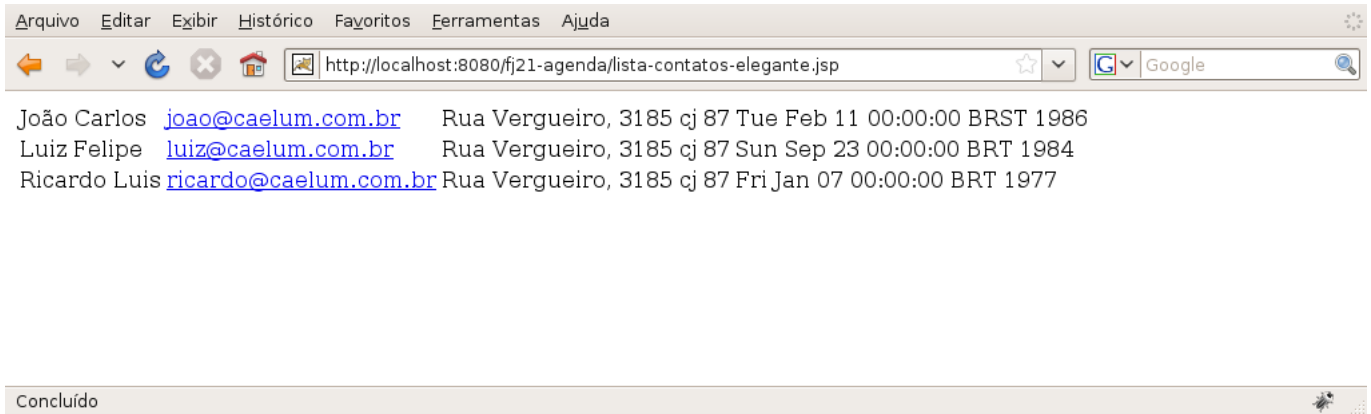 Arquivo Editar Exibir Histórico Favoritos Ferramentas Ajuda
http://localhost:8080/fj21-agenda/lista-contatos-elegante.jsp G Google
João Carlos joao@caelum.com.br Rua Vergueiro, 3185 cj 87 Tue Feb 11 00:00:00 BRST 1986
Luiz Felipe luiz@caelum.com.br Rua Vergueiro, 3185 cj 87 Sun Sep 23 00:00:00 BRT 1984
Ricardo Luis ricardo@caelum.com.br Rua Vergueiro, 3185 cj 87 Fri Jan 07 00:00:00 BRT 1977
Concluído